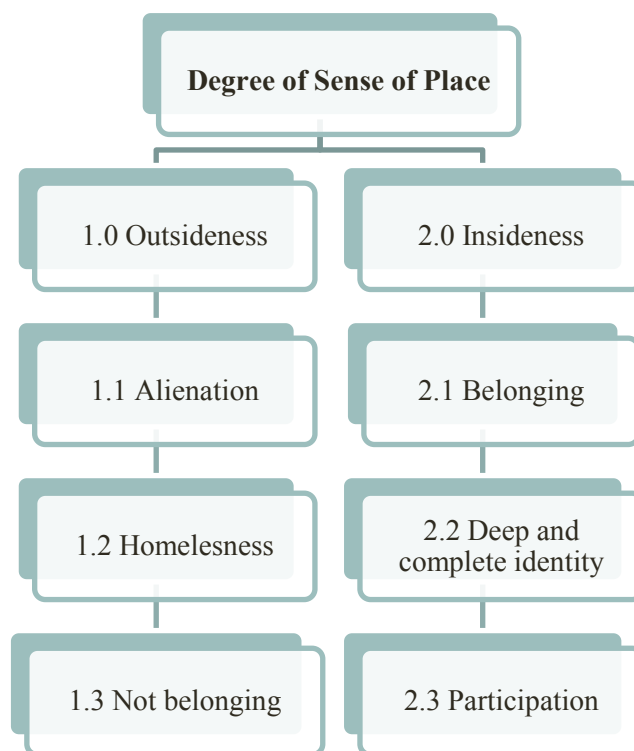 Degree of Sense of Place
1.0 Outsideness
2.0 Insideness
1.1 Alienation
2.1 Belonging
1.2 Homelesness
2.2 Deep and
complete identity
1.3 Not belonging
2.3 Participation